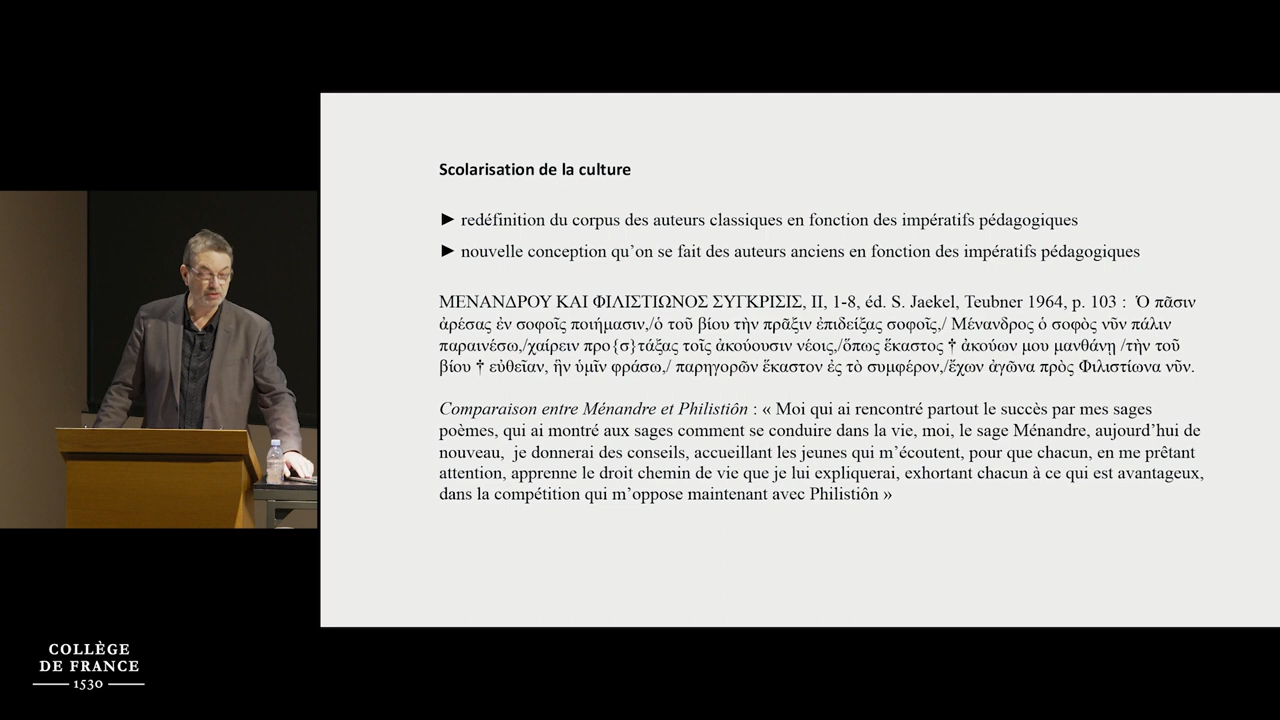 Scolarisation de la culture
► redéfinition du corpus des auteurs classiques en fonction des impératifs pédagogiques
► nouvelle conception qu’on se fait des auteurs anciens en fonction des impératifs pédagogiques
ΜΕΝΑΝΔΡΟΥ ΚΑΙ ΦΙΛΙΣΤΙΩΝΟΣ ΣΥΓΚΡΙΣΙΣ, II, 1-8, éd. S. Jaekel, Teubner 1964, p. 103 : Ὁ πᾶσιν
ἀρέσας ἐν σοφοῖς ποιήμασιν,/ὁ τοῦ βίου τὴν πρᾶξιν ἐπιδείξας σοφοῖς,/ Μένανδρος ὁ σοφὸς νῦν πάλιν
παραινέσω,/χαίρειν προ{σ}τάξας τοῖς ἀκούουσιν νέοις,/ὅπως ἕκαστος † ἀκούων μου μανθάνῃ /τὴν τοῦ
βίου † εὐθεῖαν, ἣν ὑμῖν φράσω,/ παρηγορῶν ἕκαστον ἐς τὸ συμφέρον,/ἔχων ἀγῶνα πρὸς Φιλιστίωνα νῦν.
Comparaison entre Ménandre et Philistiôn : « Moi qui ai rencontré partout le succès par mes sages
poèmes, qui ai montré aux sages comment se conduire dans la vie, moi, le sage Ménandre, aujourd’hui de
nouveau, je donnerai des conseils, accueillant les jeunes qui m’écoutent, pour que chacun, en me prêtant
attention, apprenne le droit chemin de vie que je lui expliquerai, exhortant chacun à ce qui est avantageux,
dans la compétition qui m’oppose maintenant avec Philistiôn »
COLLÈGE
DE FRANCE
1530